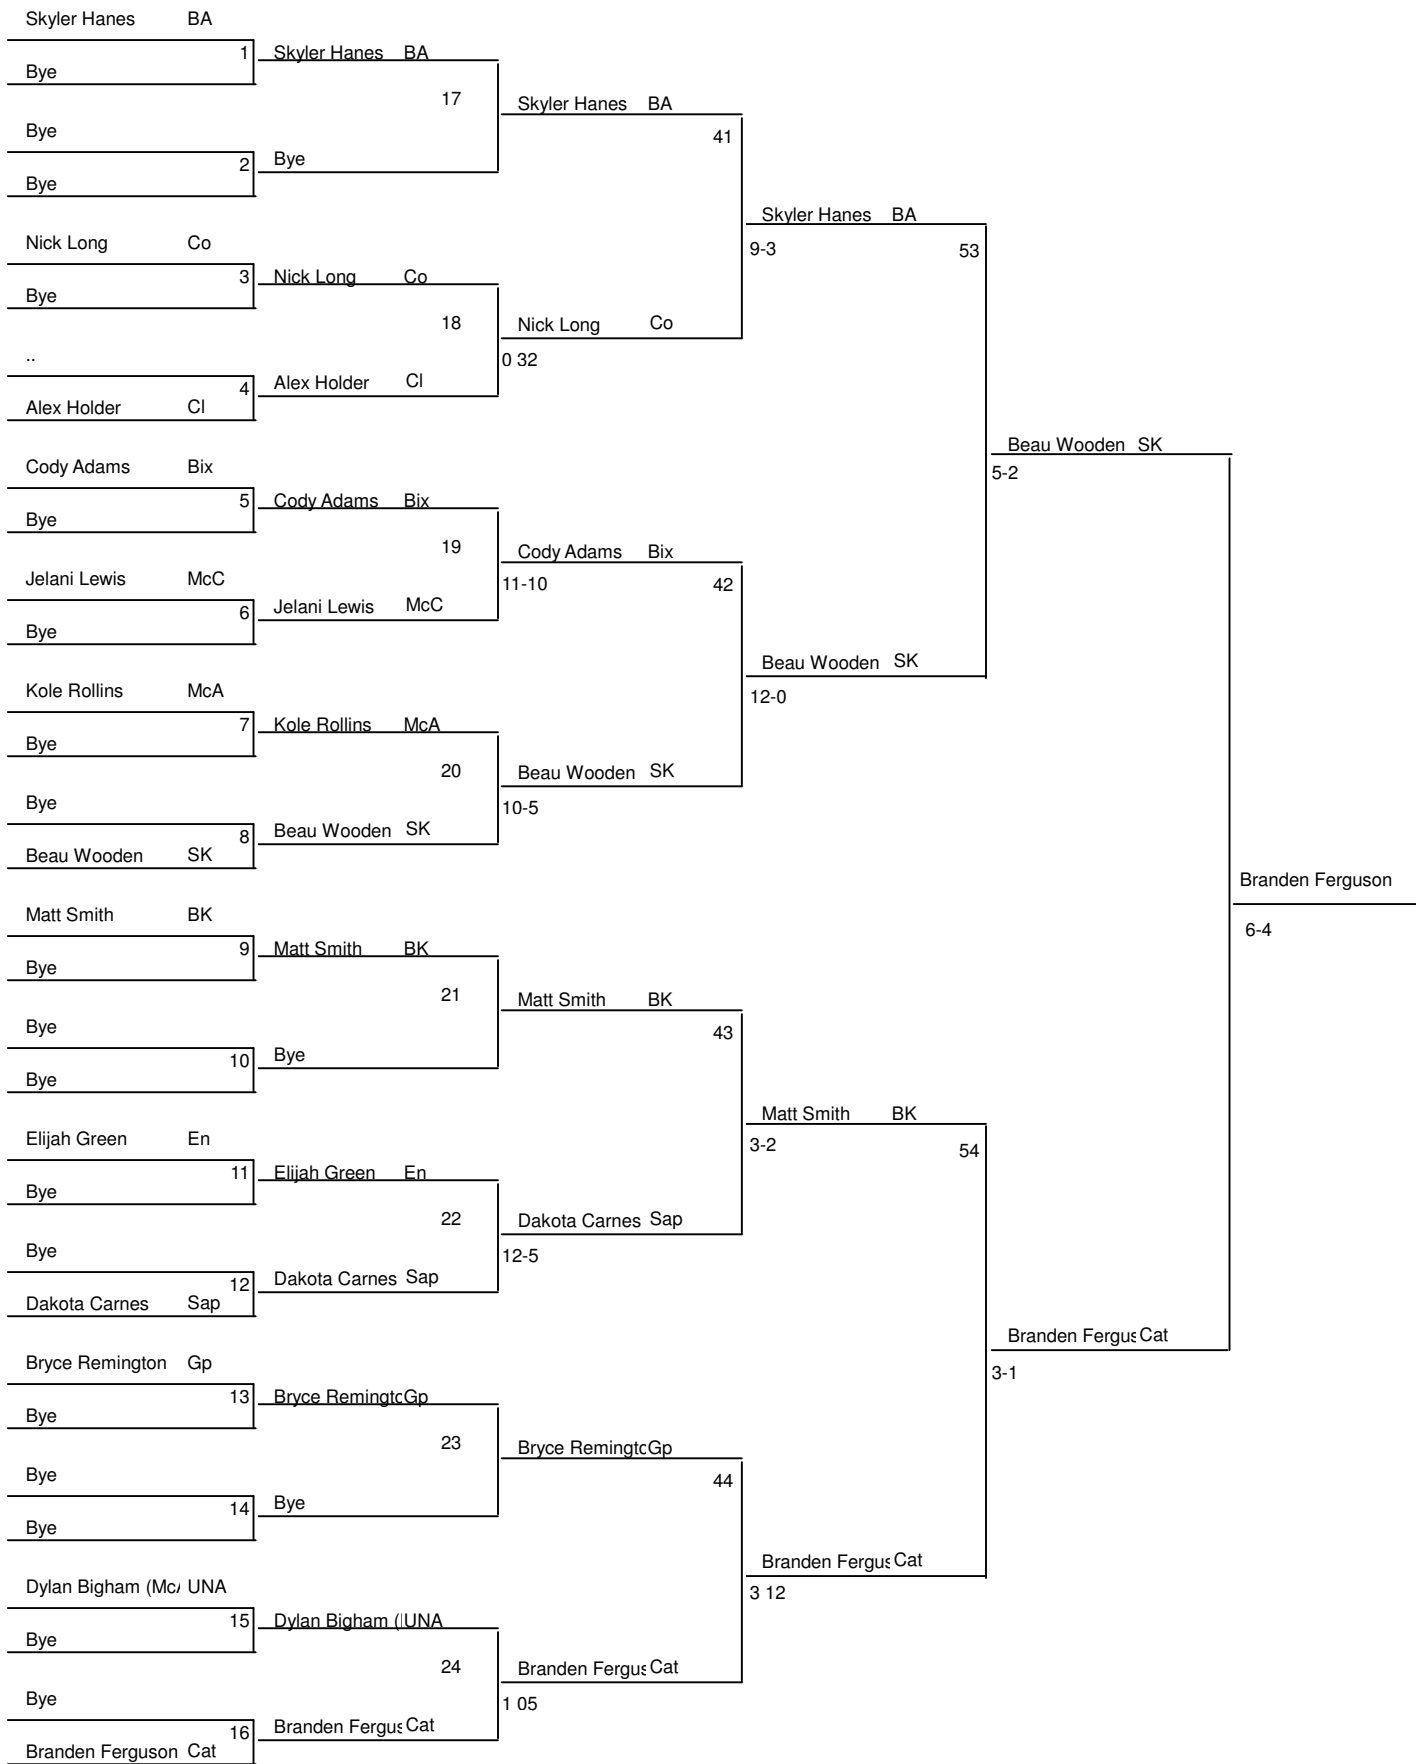 Skyler Hanes BA
1
Bye
Bye
2
Bye
Nick Long Co
3
Bye
..
4
Alex Holder Cl
Cody Adams Bix
5
Bye
Jelani Lewis McC
6
Bye
Kole Rollins McA
7
Bye
Bye
8
Beau Wooden SK
Matt Smith BK
9
Bye
Bye
10
Bye
Elijah Green En
11
Bye
Bye
12
Dakota Carnes Sap
Bryce Remington Gp
13
Bye
Bye
14
Bye
Dylan Bigham (McA UNA
15
Bye
Bye
16
Branden Ferguson Cat
Skyler Hanes BA
17
Bye
Nick Long Co
18
Alex Holder Cl
Cody Adams Bix
19
Jelani Lewis McC
Kole Rollins McA
20
Beau Wooden SK
Matt Smith BK
21
Bye
Elijah Green En
22
Dakota Carnes Sap
Bryce Remingto Gp
23
Bye
Dylan Bigham ( UNA
24
Branden Fergus Cat
Skyler Hanes BA
41
Nick Long Co
0 32
Cody Adams Bix
11-10
42
Beau Wooden SK
10-5
Matt Smith BK
43
Dakota Carnes Sap
12-5
Bryce Remingto Gp
44
Branden Fergus Cat
1 05
Skyler Hanes BA
9-3
53
Beau Wooden SK
12-0
Matt Smith BK
3-2
54
Branden Fergus Cat
3 12
Beau Wooden SK
5-2
Branden Fergus Cat
3-1
Branden Ferguson
6-4